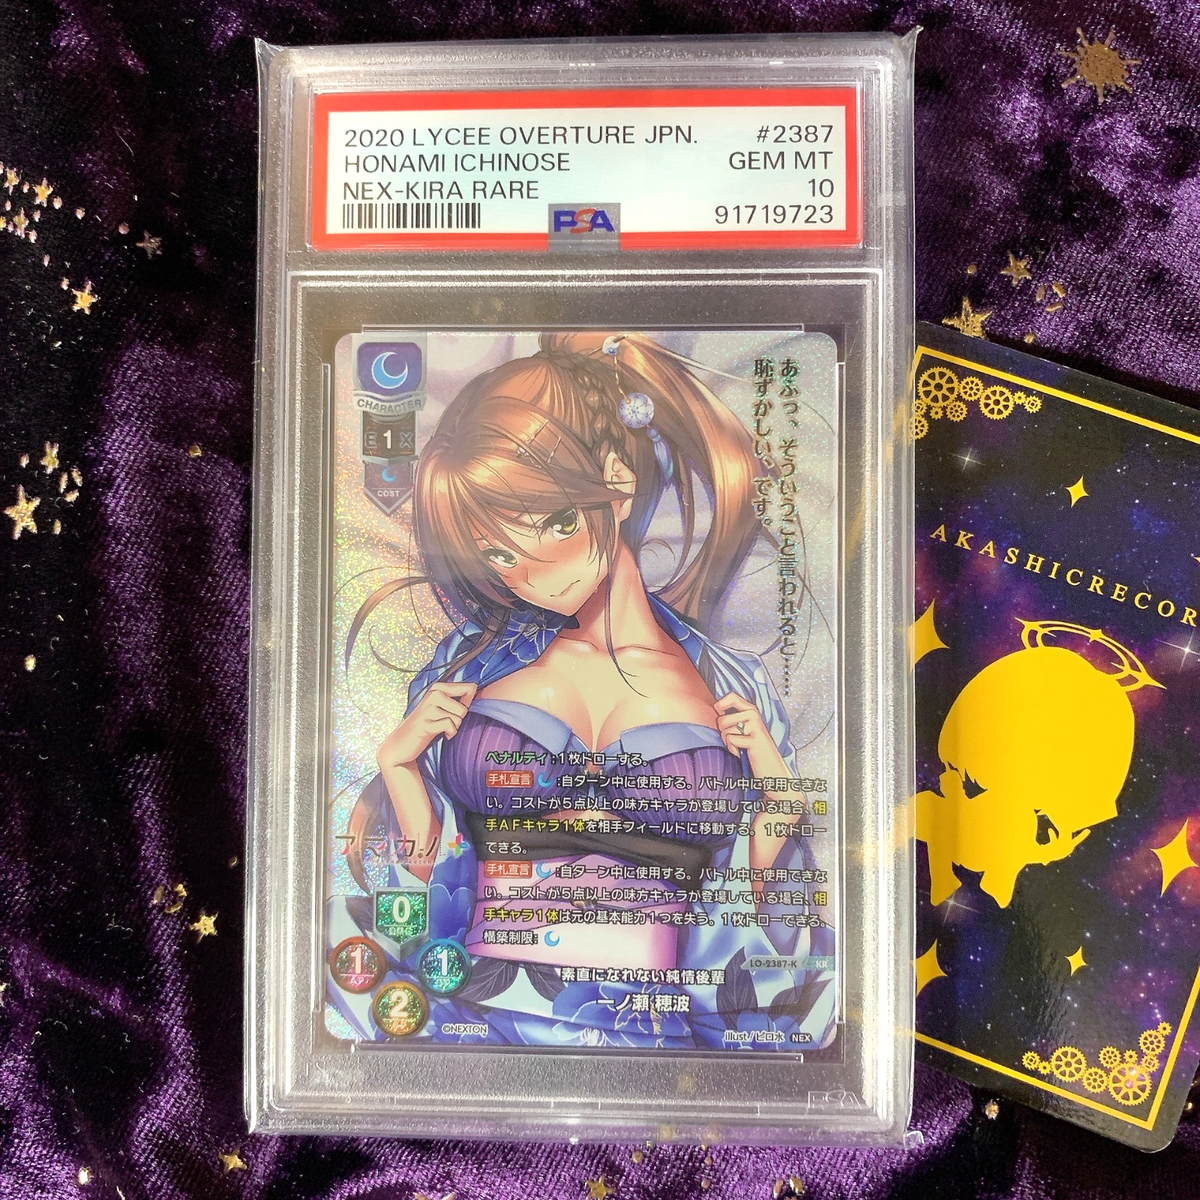 2020 LYCEE OVERTURE JPN. #2387
HONAMI ICHINOSE GEM MT
NEX-KIRA RARE 10
PSA 91719723
CHARACTER
E 1 X
COST
あふっ、そういうこと言われると……
恥ずかしい、です。
ペナルティ:1枚ドローする。
手札宣言 :自ターン中に使用する。バトル中に使用できな
い。コストが5点以上の味方キャラが登場している場合、相
手AFキャラ1体を相手フィールドに移動する。1枚ドロー
できる。
手札宣言 :自ターン中に使用する。バトル中に使用できな
い。コストが5点以上の味方キャラが登場している場合、相
手キャラ1体は元の基本能力1つを失う。1枚ドローできる。
構築制限:
アマカノ+
0
1
1
2
LO-2387-K KR
素直になれない純情後輩
一ノ瀬 穂波
©NEXTON
illust/ピロ水 NEX
PSA
AKASHICRECOR